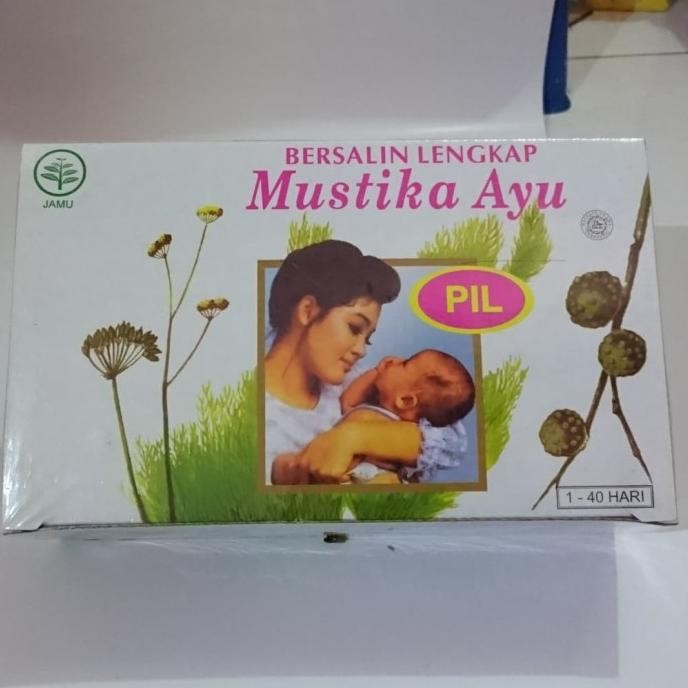 BERSALIN LENGKAP
Mustika Ayu
JAMU
PIL
1 - 40 HARI